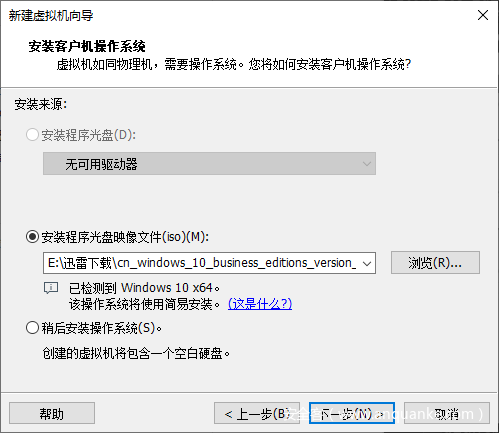 新建虚拟机向导
安装客户机操作系统
虚拟机如同物理机，需要操作系统。您将如何安装客户机操作系统?
安装来源:
安装程序光盘(D):
无可用驱动器
安装程序光盘映像文件(iso)(M):
E:\迅雷下载\cn_windows_10_business_editions_version_
浏览(R)...
已检测到 Windows 10 x64。
该操作系统将使用简易安装。 (这是什么?)
稍后安装操作系统(S)。
创建的虚拟机将包含一个空白硬盘。
帮助
< 上一步(B)
下一步(N) >
取消